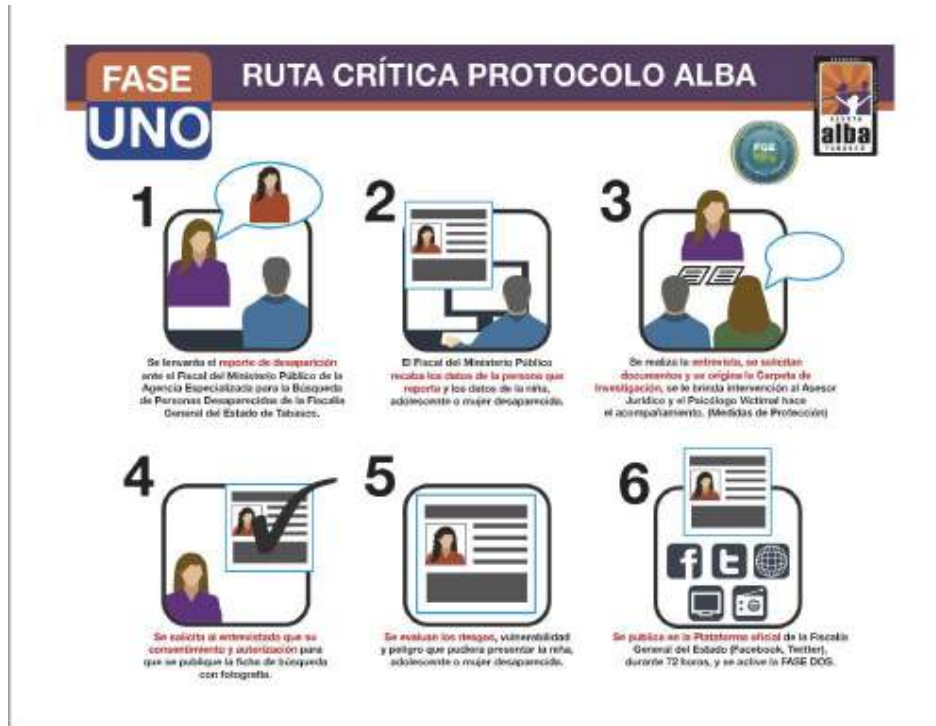 FASE
UNO
RUTA CRÍTICA PROTOCOLO ALBA
ALERTA
alba
TABASCO
FGE
1
Se levanta el reporte de desaparición
ante el Fiscal del Ministerio Público de la
Agencia Especializada para la Búsqueda
de Personas Desaparecidas de la Fiscalía
General del Estado de Tabasco.
2
El Fiscal del Ministerio Público
recaba los datos de la persona que
reporta y los datos de la niña,
adolescente o mujer desaparecida.
3
Se realiza la entrevista, se solicitan
documentos y se origina la Carpeta de
Investigación, se le brinda intervención al Asesor
Jurídico y el Psicólogo Victimal hace
el acompañamiento. (Medidas de Protección)
4
Se solicita al entrevistado que su
consentimiento y autorización para
que se publique la ficha de búsqueda
con fotografía.
5
Se evaluan los riesgos, vulnerabilidad
y peligro que pudiera presentar la niña,
adolescente o mujer desaparecida.
6
Se publica en la Plataforma oficial de la Fiscalía
General del Estado (Facebook, Twitter),
durante 72 horas, y se active la FASE DOS.